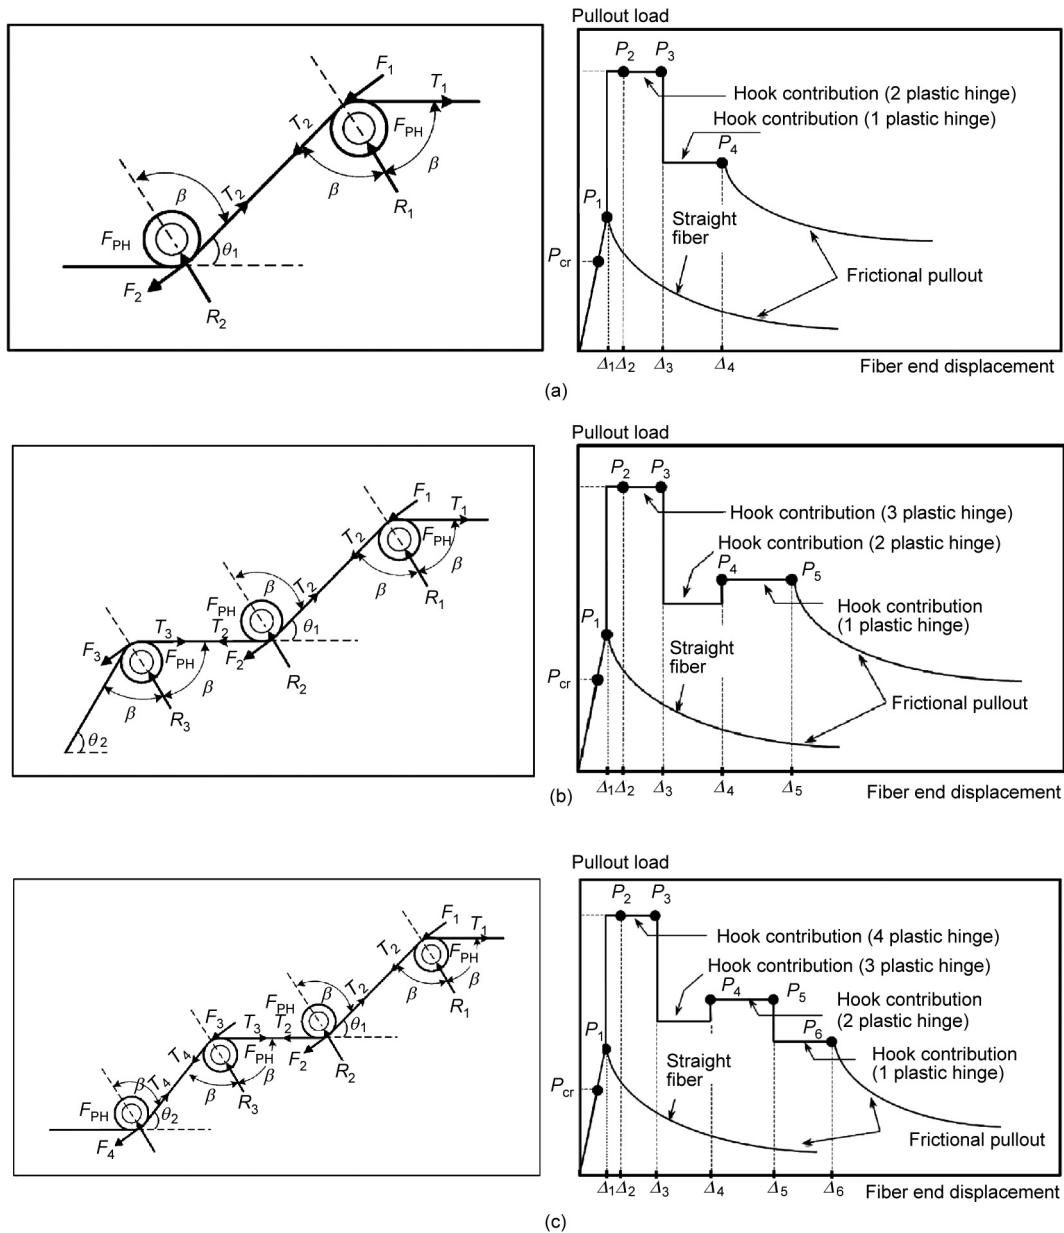 Pullout load
F1
T1
T2
FPH
β
β
R1
β
T2
FPH
θ1
F2
R2
P2
P3
Hook contribution (2 plastic hinge)
Hook contribution (1 plastic hinge)
P4
P1
Straight
fiber
Pcr
Frictional pullout
Δ1
Δ2
Δ3
Δ4
Fiber end displacement
(a)
Pullout load
F1
T1
T2
FPH
β
β
R1
β
T2
FPH
θ1
T3
T2
F2
F3
FPH
R2
β
β
R3
θ2
P2
P3
Hook contribution (3 plastic hinge)
Hook contribution (2 plastic hinge)
P4
P5
Hook contribution
(1 plastic hinge)
P1
Straight
fiber
Pcr
Frictional pullout
Δ1
Δ2
Δ3
Δ4
Δ5
Fiber end displacement
(b)
Pullout load
F1
T1
T2
FPH
β
β
R1
FPH
β
T2
θ1
F3
T3
T2
F2
T4
FPH
β
R2
β
T4
β
R3
FPH
θ2
F4
P2
P3
Hook contribution (4 plastic hinge)
Hook contribution (3 plastic hinge)
P4
P5
Hook contribution
(2 plastic hinge)
P6
Hook contribution
(1 plastic hinge)
P1
Straight
fiber
Pcr
Frictional pullout
Δ1
Δ2
Δ3
Δ4
Δ5
Δ6
Fiber end displacement
(c)